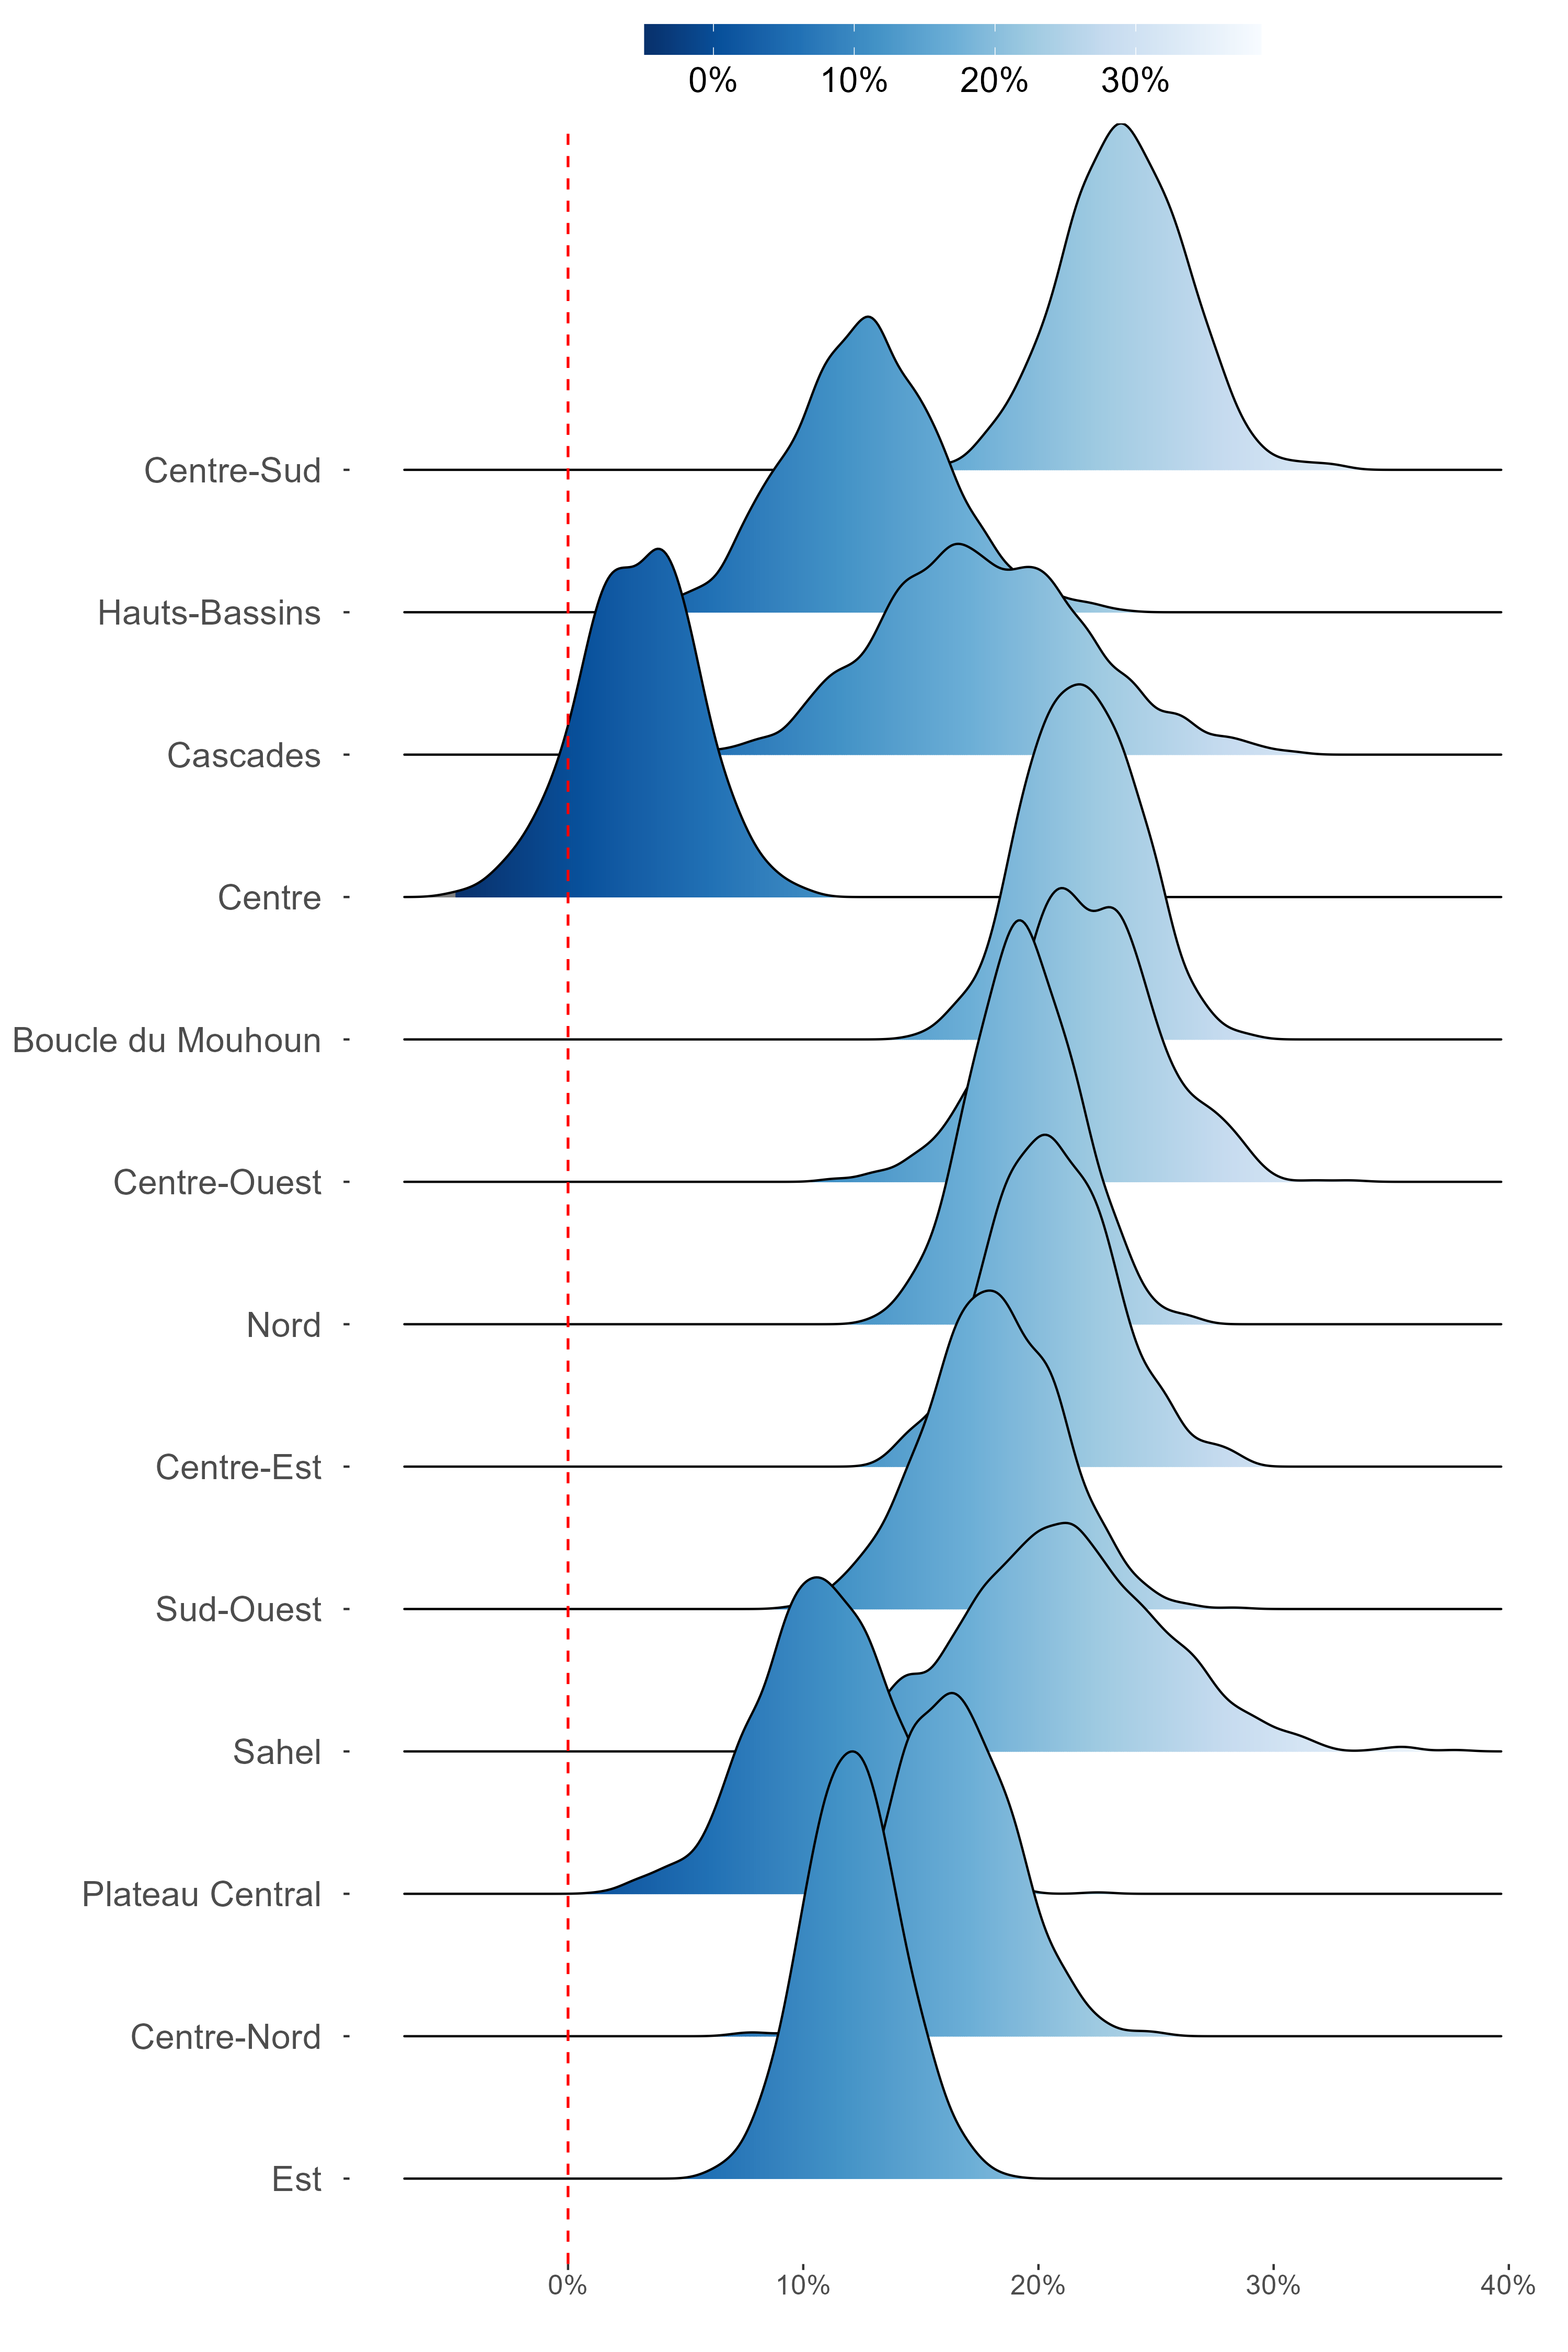 0% 10% 20% 30%
Centre-Sud
Hauts-Bassins
Cascades
Centre
Boucle du Mouhoun
Centre-Ouest
Nord
Centre-Est
Sud-Ouest
Sahel
Plateau Central
Centre-Nord
Est
0% 10% 20% 30% 40%